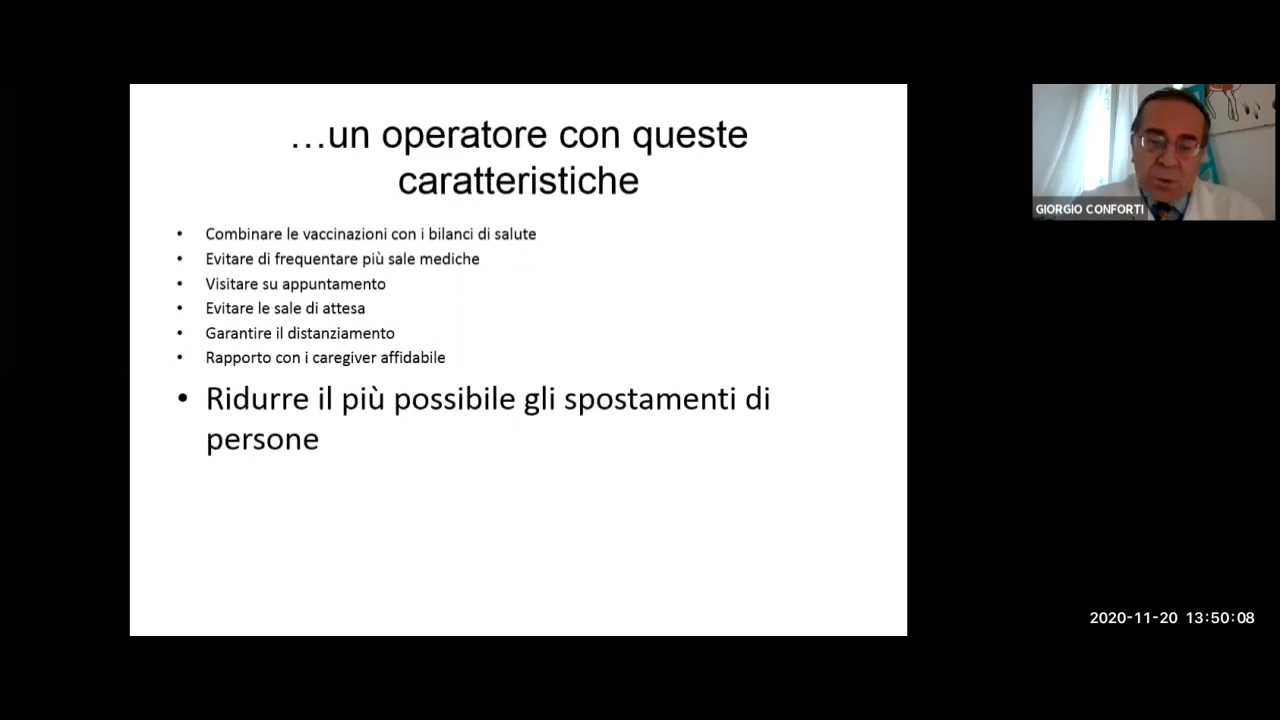 …un operatore con queste
caratteristiche
• Combinare le vaccinazioni con i bilanci di salute
• Evitare di frequentare più sale mediche
• Visitare su appuntamento
• Evitare le sale di attesa
• Garantire il distanziamento
• Rapporto con i caregiver affidabile
• Ridurre il più possibile gli spostamenti di
persone
GIORGIO CONFORTI
2020-11-20 13:50:08